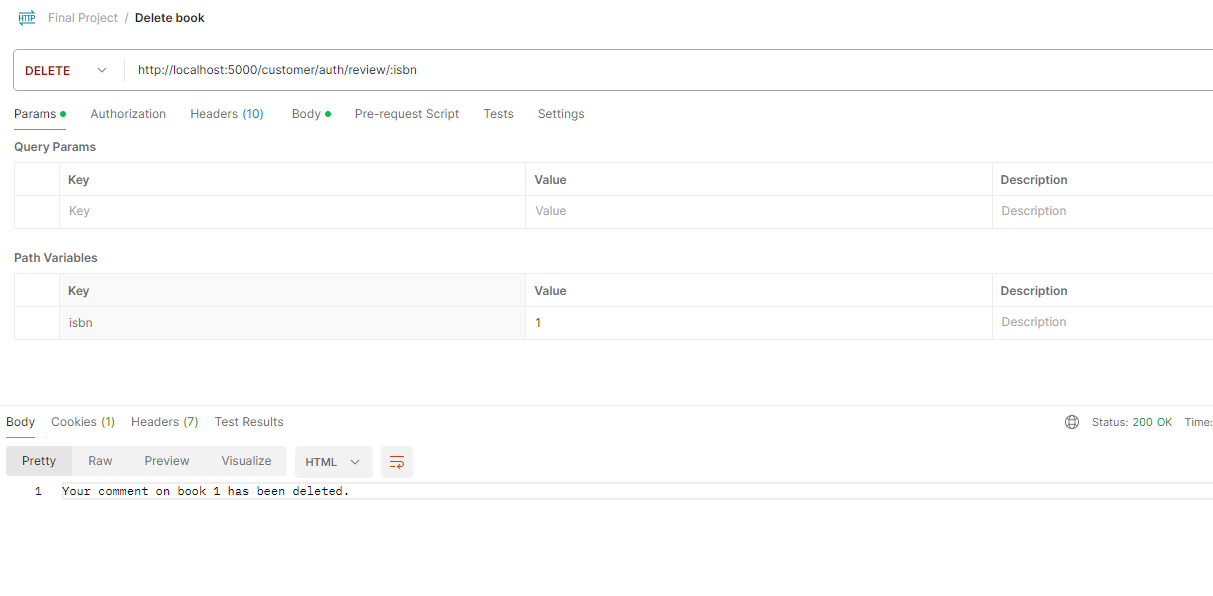 HTTP Final Project / Delete book
DELETE http://localhost:5000/customer/auth/review/:isbn
Params Authorization Headers (10) Body Pre-request Script Tests Settings
Query Params
Key Value Description
Key Value Description
Path Variables
Key Value Description
isbn 1 Description
Body Cookies (1) Headers (7) Test Results Status: 200 OK Time:
Pretty Raw Preview Visualize HTML
1 Your comment on book 1 has been deleted.